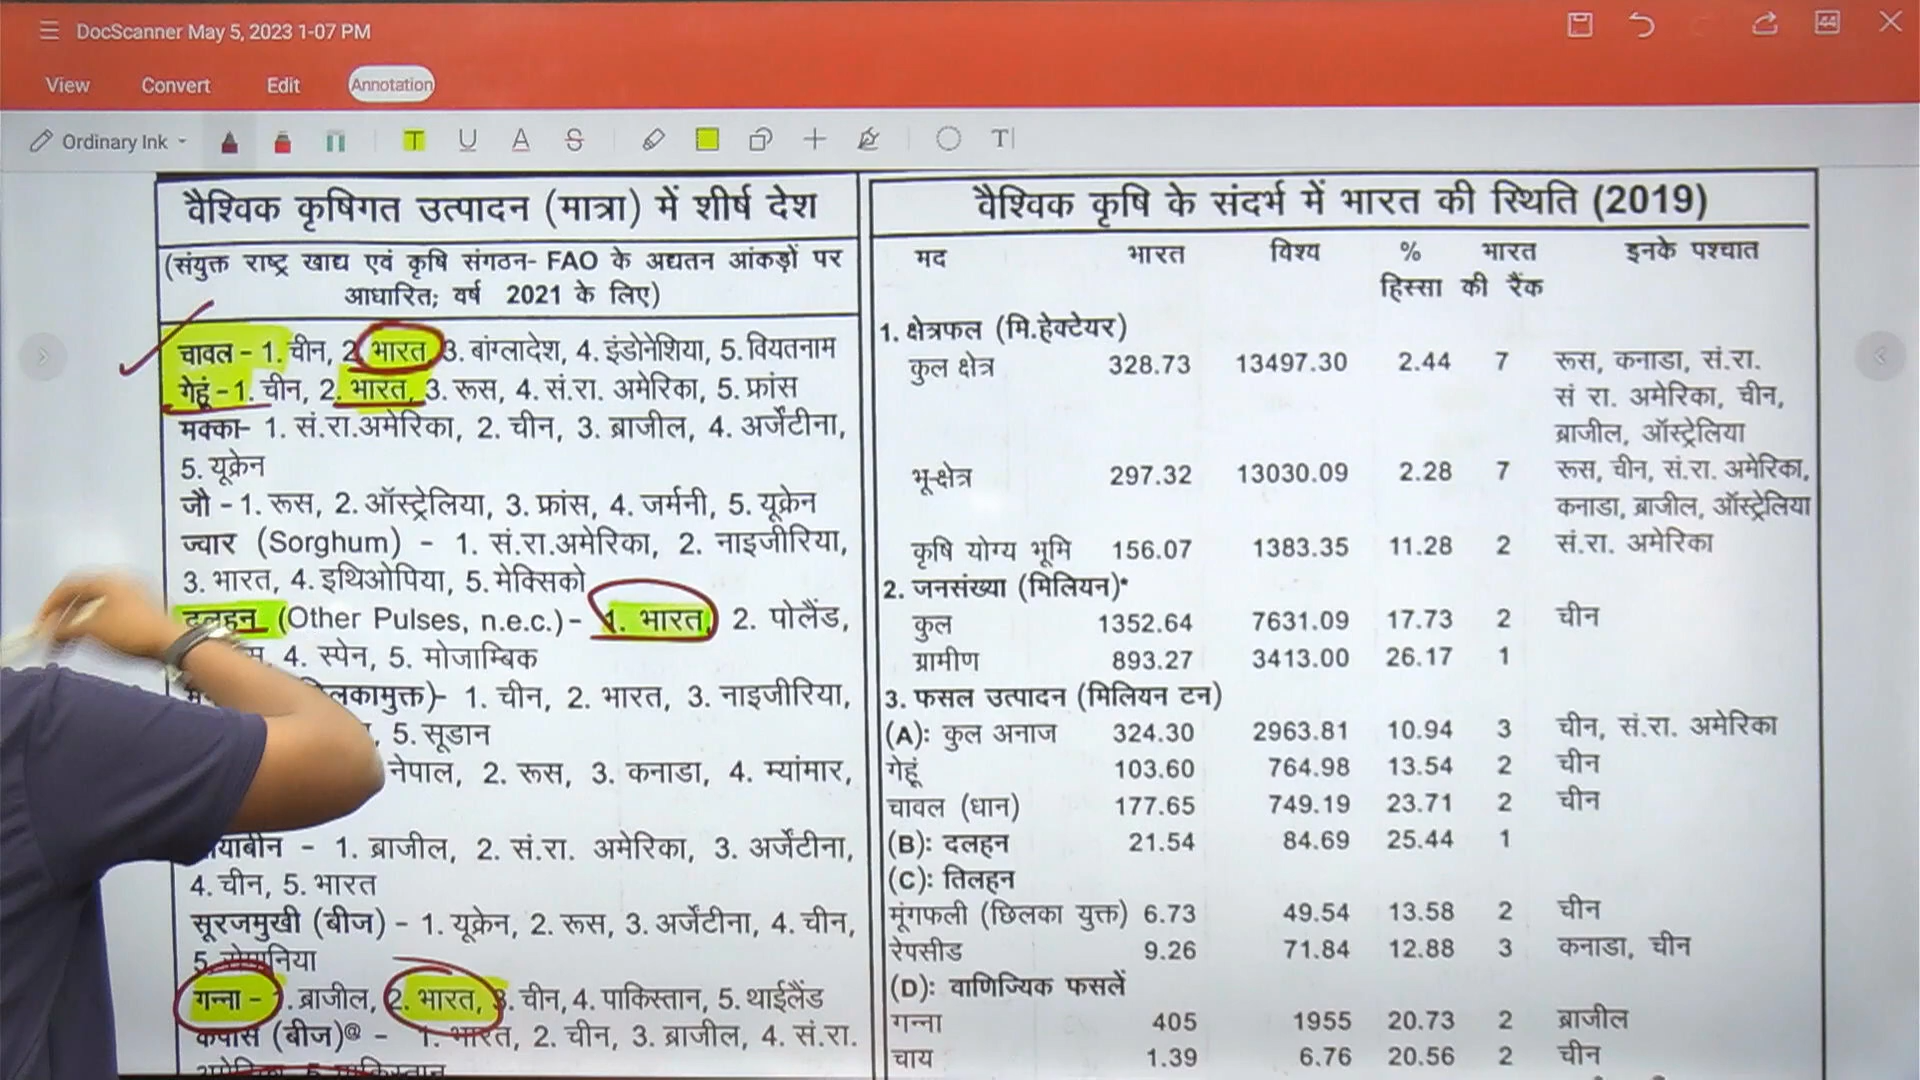 DocScanner May 5, 2023 1-07 PM
View Convert Edit Annotation
Ordinary Ink
वैश्विक कृषिगत उत्पादन (मात्रा) में शीर्ष देश
(संयुक्त राष्ट्र खाद्य एवं कृषि संगठन- FAO के अद्यतन आंकड़ों पर
आधारित; वर्ष 2021 के लिए)
चावल - 1. चीन, 2. भारत 3. बांग्लादेश, 4. इंडोनेशिया, 5. वियतनाम
गेहूं - 1. चीन, 2. भारत, 3. रूस, 4. सं.रा. अमेरिका, 5. फ्रांस
मक्का- 1. सं.रा.अमेरिका, 2. चीन, 3. ब्राजील, 4. अर्जेंटीना,
5. यूक्रेन
जौ - 1. रूस, 2. ऑस्ट्रेलिया, 3. फ्रांस, 4. जर्मनी, 5. यूक्रेन
ज्वार (Sorghum) - 1. सं.रा.अमेरिका, 2. नाइजीरिया,
3. भारत, 4. इथिओपिया, 5. मेक्सिको
दलहन (Other Pulses, n.e.c.) - 1. भारत, 2. पोलैंड,
4. स्पेन, 5. मोजाम्बिक
1. चीन, 2. भारत, 3. नाइजीरिया,
5. सूडान
नेपाल, 2. रूस, 3. कनाडा, 4. म्यांमार,
- 1. ब्राजील, 2. सं.रा. अमेरिका, 3. अर्जेंटीना,
4. चीन, 5. भारत
सूरजमुखी (बीज) - 1. यूक्रेन, 2. रूस, 3. अर्जेंटीना, 4. चीन,
5. रोमानिया
गन्ना - 1. ब्राजील, 2. भारत, 3. चीन, 4. पाकिस्तान, 5. थाईलैंड
कपास (बीज)@ - 1. भारत, 2. चीन, 3. ब्राजील, 4. सं.रा.
वैश्विक कृषि के संदर्भ में भारत की स्थिति (2019)
मद भारत विश्व % भारत इनके पश्चात
हिस्सा की रैंक
1. क्षेत्रफल (मि.हेक्टेयर)
कुल क्षेत्र 328.73 13497.30 2.44 7 रूस, कनाडा, सं.रा.
सं रा. अमेरिका, चीन,
ब्राजील, ऑस्ट्रेलिया
भू-क्षेत्र 297.32 13030.09 2.28 7 रूस, चीन, सं.रा. अमेरिका,
कनाडा, ब्राजील, ऑस्ट्रेलिया
कृषि योग्य भूमि 156.07 1383.35 11.28 2 सं.रा. अमेरिका
2. जनसंख्या (मिलियन)*
कुल 1352.64 7631.09 17.73 2 चीन
ग्रामीण 893.27 3413.00 26.17 1
3. फसल उत्पादन (मिलियन टन)
(A): कुल अनाज 324.30 2963.81 10.94 3 चीन, सं.रा. अमेरिका
गेहूं 103.60 764.98 13.54 2 चीन
चावल (धान) 177.65 749.19 23.71 2 चीन
(B): दलहन 21.54 84.69 25.44 1
(C): तिलहन
मूंगफली (छिलका युक्त) 6.73 49.54 13.58 2 चीन
रेपसीड 9.26 71.84 12.88 3 कनाडा, चीन
(D): वाणिज्यिक फसलें
गन्ना 405 1955 20.73 2 ब्राजील
चाय 1.39 6.76 20.56 2 चीन